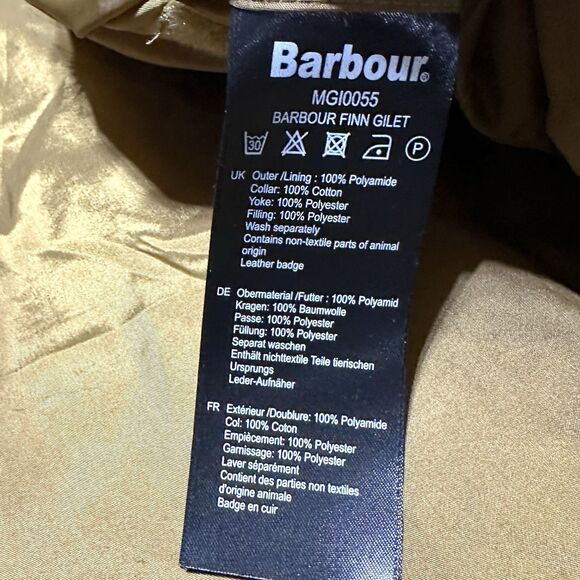 Barbour®
MGI0055
BARBOUR FINN GILET
30 P
UK Outer /Lining : 100% Polyamide
Collar: 100% Cotton
Yoke: 100% Polyester
Filling: 100% Polyester
Wash separately
Contains non-textile parts of animal
origin
Leather badge
DE Obermaterial /Futter : 100% Polyamid
Kragen: 100% Baumwolle
Passe: 100% Polyester
Füllung: 100% Polyester
Separat waschen
Enthält nichttextile Teile tierischen
Ursprungs
Leder-Aufnäher
FR Extérieur /Doublure: 100% Polyamide
Col: 100% Coton
Empiècement: 100% Polyester
Garnissage: 100% Polyester
Laver séparément
Contient des parties non textiles
d'origine animale
Badge en cuir